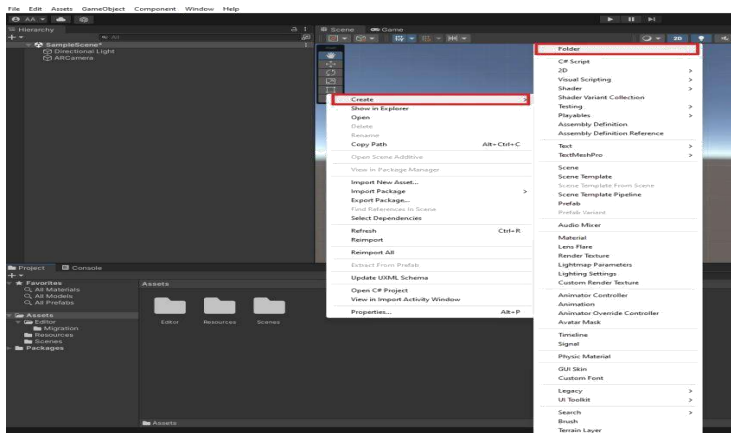 File Edit Assets GameObject Component Window Help
AA
Hierarchy
Scene Game
All
2D
SampleScene*
Directional Light
ARCamera
Create
Show in Explorer
Open
Delete
Rename
Copy Path Alt+Ctrl+C
Open Scene Additive
View in Package Manager
Import New Asset...
Import Package
Export Package...
Find References In Scene
Select Dependencies
Refresh Ctrl+R
Reimport
Reimport All
Extract From Prefab
Update UXML Schema
Open C# Project
View in Import Activity Window
Properties... Alt+P
Folder
C# Script
2D
Visual Scripting
Shader
Shader Variant Collection
Testing
Playables
Assembly Definition
Assembly Definition Reference
Text
TextMeshPro
Scene
Scene Template
Scene Template From Scene
Scene Template Pipeline
Prefab
Prefab Variant
Audio Mixer
Material
Lens Flare
Render Texture
Lightmap Parameters
Lighting Settings
Custom Render Texture
Animator Controller
Animation
Animator Override Controller
Avatar Mask
Timeline
Signal
Physic Material
GUI Skin
Custom Font
Legacy
UI Toolkit
Search
Brush
Terrain Layer
Project Console
Favorites
All Materials
All Models
All Prefabs
Assets
Editor
Migration
Resources
Scenes
Packages
Assets
Editor Resources Scenes
Assets